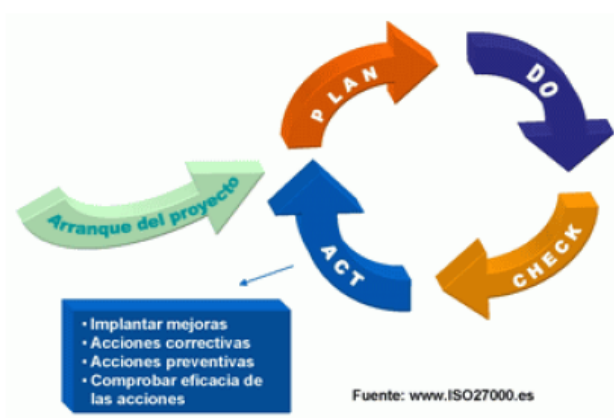 PLAN
DO
CHECK
ACT
Arranque del proyecto
• Implantar mejoras
• Acciones correctivas
• Acciones preventivas
• Comprobar eficacia de
las acciones
Fuente: www.ISO27000.es